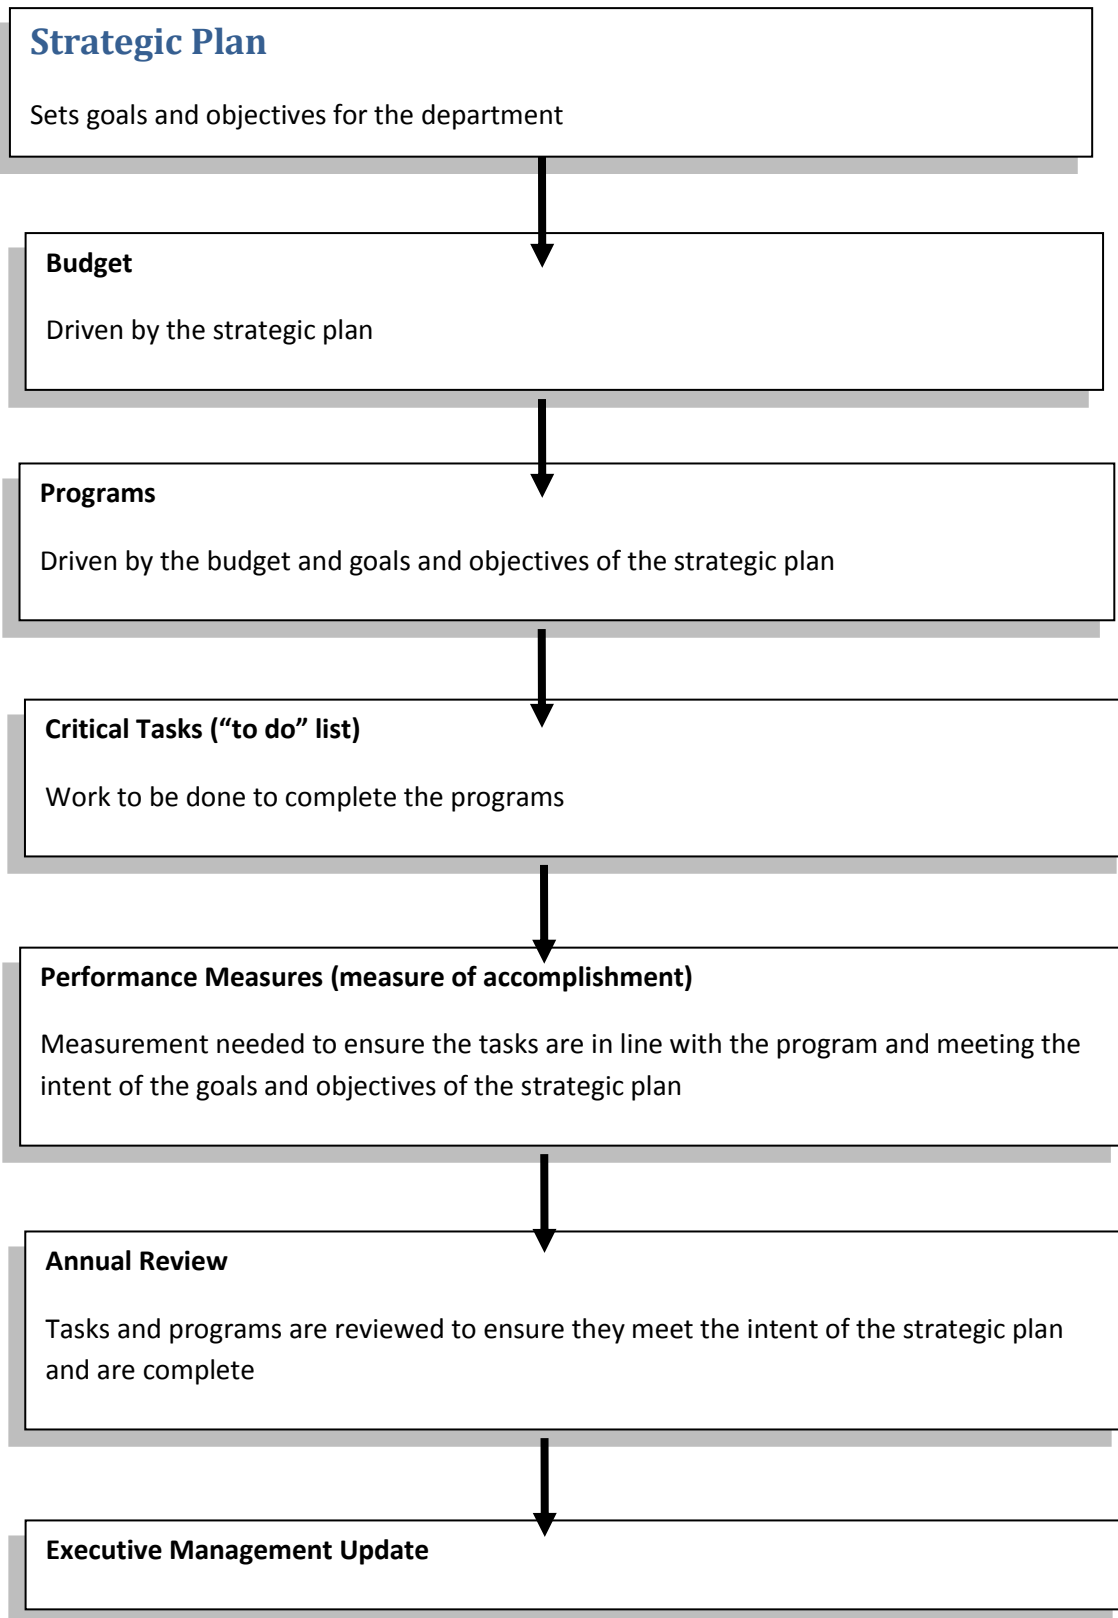 Strategic Plan
Sets goals and objectives for the department
Budget
Driven by the strategic plan
Programs
Driven by the budget and goals and objectives of the strategic plan
Critical Tasks (“to do” list)
Work to be done to complete the programs
Performance Measures (measure of accomplishment)
Measurement needed to ensure the tasks are in line with the program and meeting the
intent of the goals and objectives of the strategic plan
Annual Review
Tasks and programs are reviewed to ensure they meet the intent of the strategic plan
and are complete
Executive Management Update